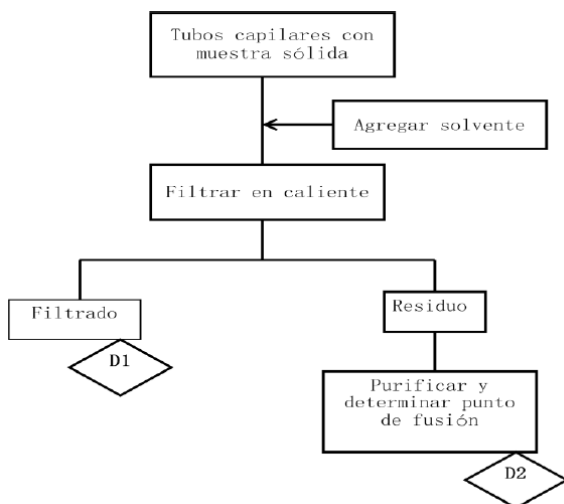 Tubos capilares con
muestra sólida
Agregar solvente
Filtrar en caliente
Filtrado
Residuo
D1
Purificar y
determinar punto
de fusión
D2